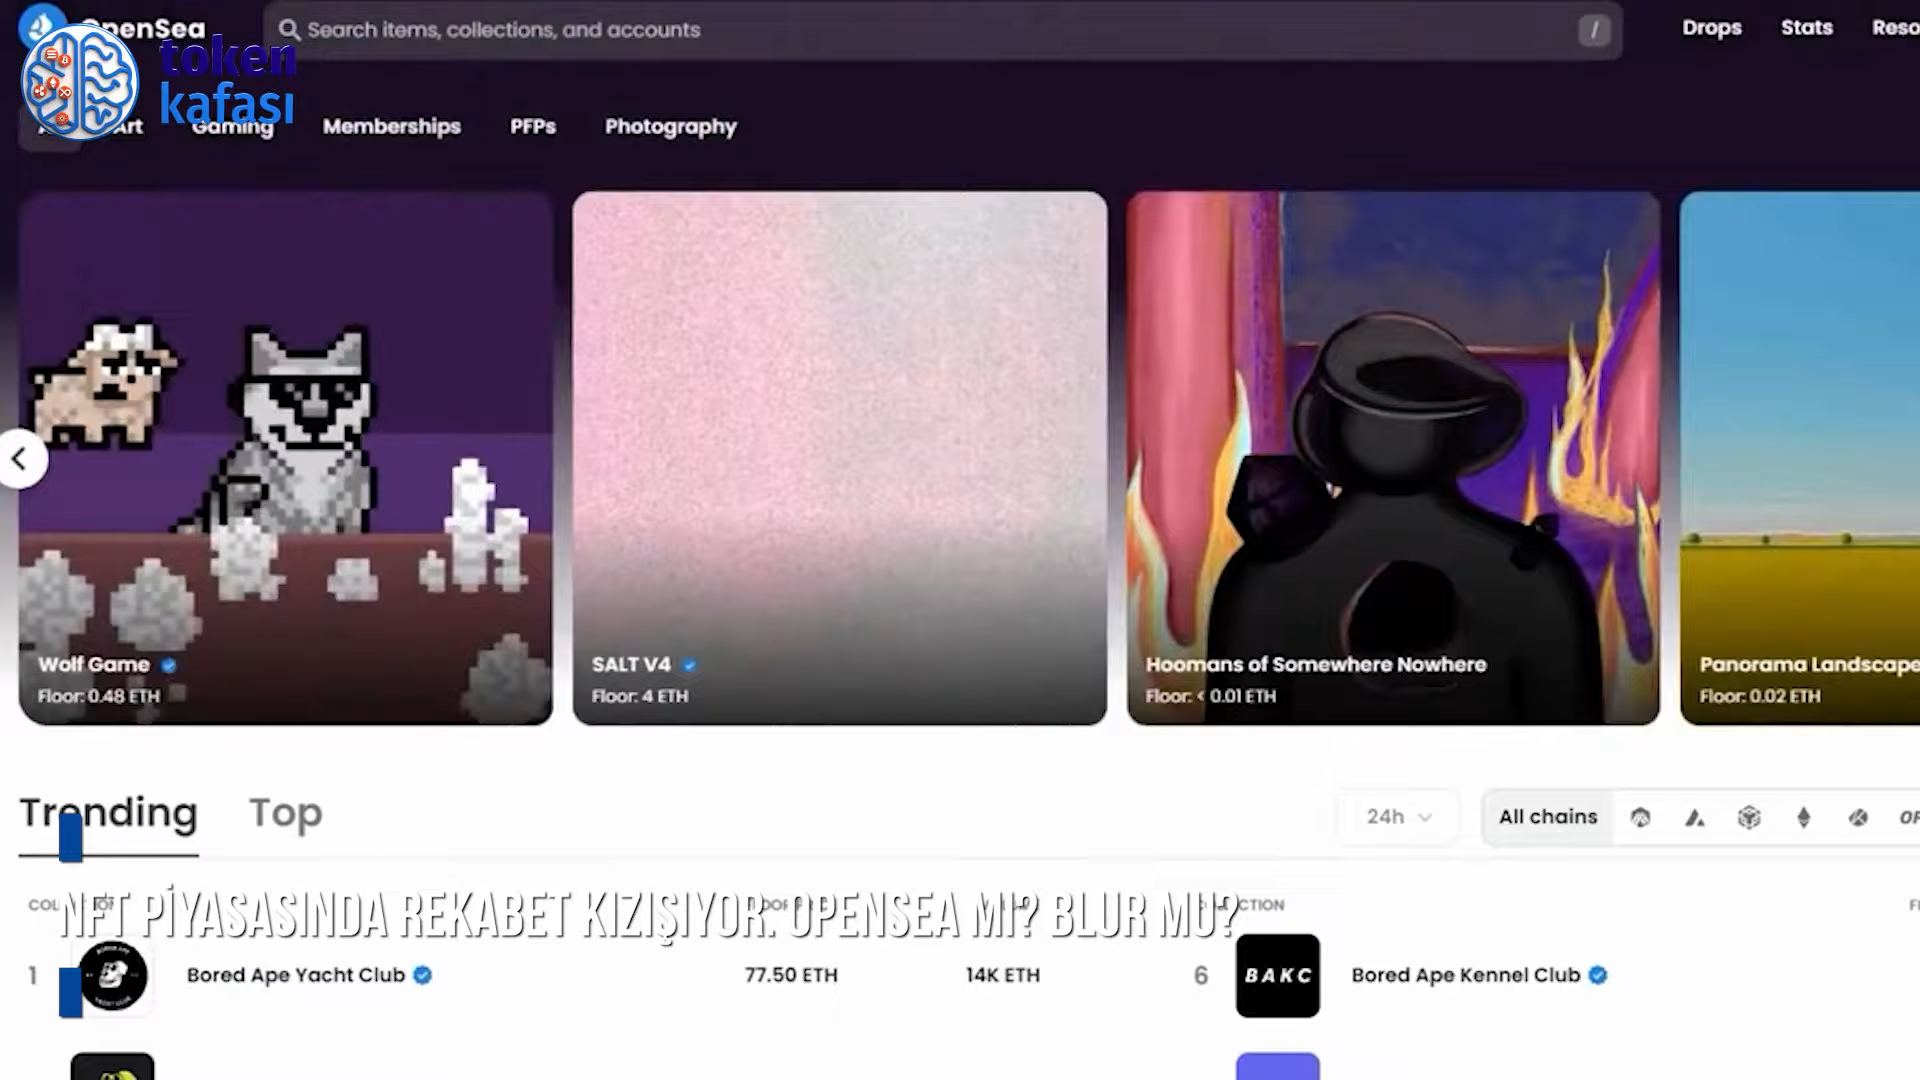 OpenSea
Search items, collections, and accounts
/
Drops
Stats
Reso
token
kafası
Art
Gaming
Memberships
PFPs
Photography
Wolf Game
Floor: 0.48 ETH
SALT V4
Floor: 4 ETH
Hoomans of Somewhere Nowhere
Floor: < 0.01 ETH
Panorama Landscape
Floor: 0.02 ETH
Trending
Top
24h
All chains
NFT PİYASASINDA REKABET KIZIŞIYOR: OPENSEA MI? BLUR MU?
1
Bored Ape Yacht Club
77.50 ETH
14K ETH
6
BAKC
Bored Ape Kennel Club